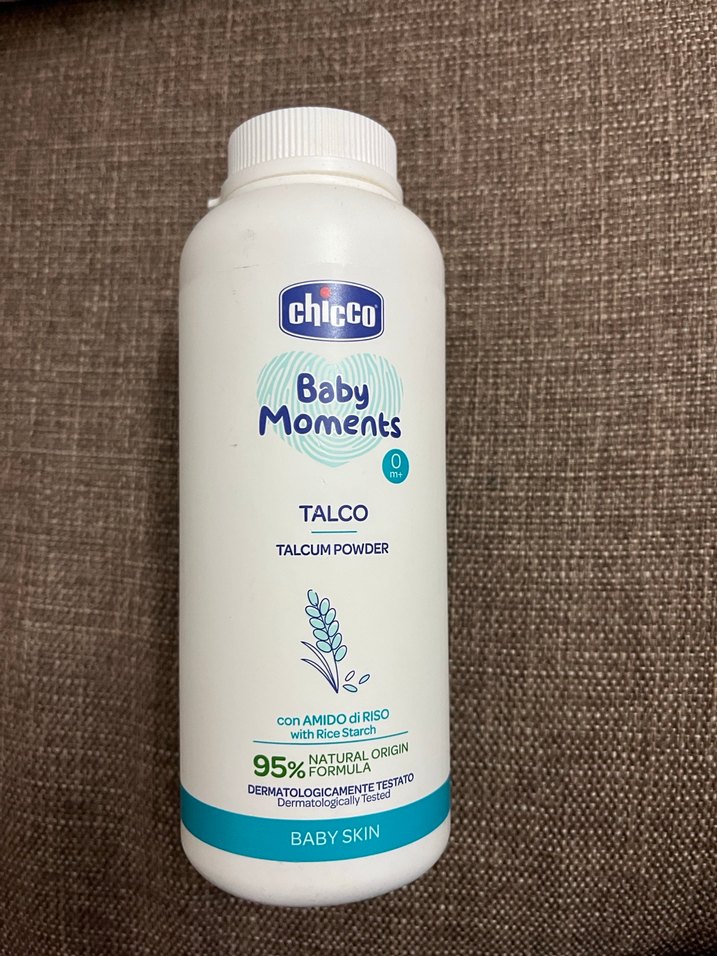 chicco
Baby
Moments
0
m+
TALCO
TALCUM POWDER
con AMIDO di RISO
with Rice Starch
95% NATURAL ORIGIN
FORMULA
DERMATOLOGICAMENTE TESTATO
Dermatologically Tested
BABY SKIN